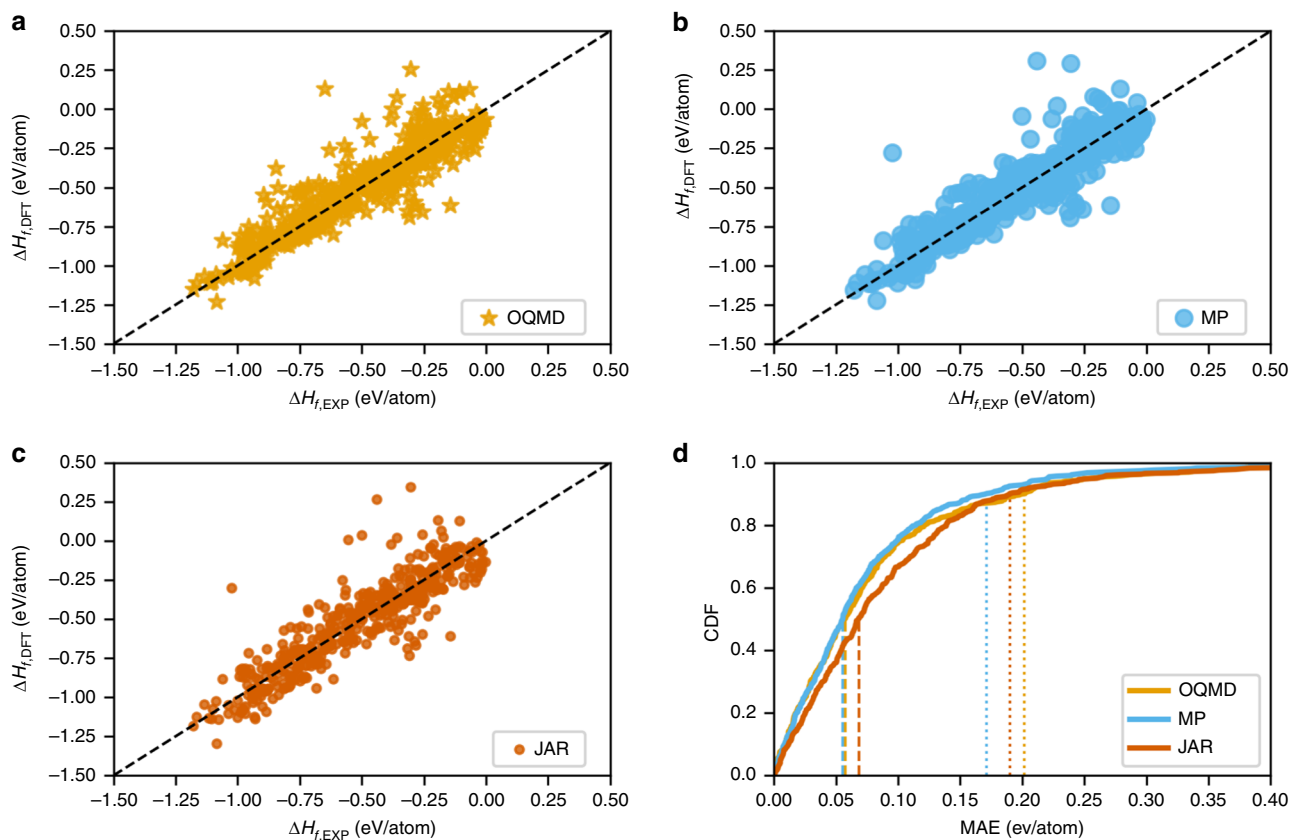 a
0.50
0.25
0.00
−0.25
−0.50
−0.75
−1.00
−1.25
−1.50
ΔHf,DFT (eV/atom)
OQMD
−1.50 −1.25 −1.00 −0.75 −0.50 −0.25 0.00 0.25 0.50
ΔHf,EXP (eV/atom)
b
0.50
0.25
0.00
−0.25
−0.50
−0.75
−1.00
−1.25
−1.50
ΔHf,DFT (eV/atom)
MP
−1.50 −1.25 −1.00 −0.75 −0.50 −0.25 0.00 0.25 0.50
ΔHf,EXP (eV/atom)
c
0.50
0.25
0.00
−0.25
−0.50
−0.75
−1.00
−1.25
−1.50
ΔHf,DFT (eV/atom)
JAR
−1.50 −1.25 −1.00 −0.75 −0.50 −0.25 0.00 0.25 0.50
ΔHf,EXP (eV/atom)
d
1.0
0.8
0.6
0.4
0.2
0.0
CDF
OQMD
MP
JAR
0.00 0.05 0.10 0.15 0.20 0.25 0.30 0.35 0.40
MAE (ev/atom)